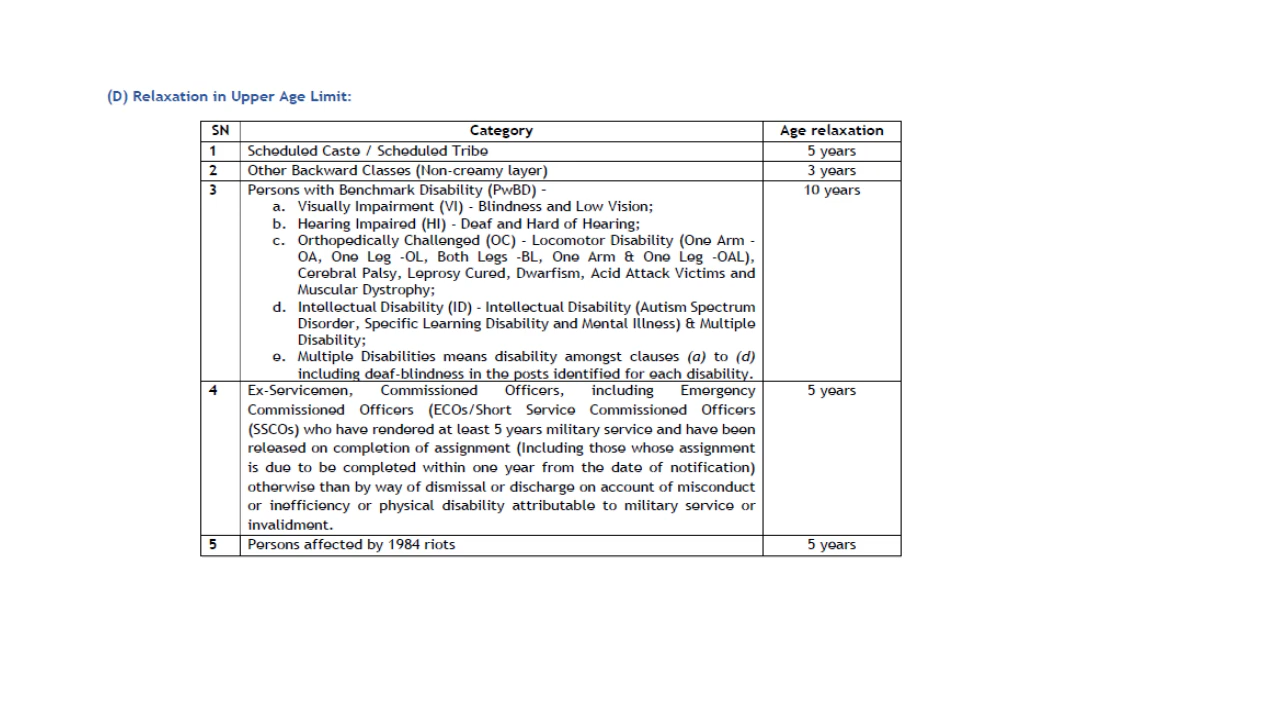 (D) Relaxation in Upper Age Limit:
SN Category Age relaxation
1 Scheduled Caste / Scheduled Tribe 5 years
2 Other Backward Classes (Non-creamy layer) 3 years
3 Persons with Benchmark Disability (PwBD) - 10 years
a. Visually Impairment (VI) - Blindness and Low Vision;
b. Hearing Impaired (HI) - Deaf and Hard of Hearing;
c. Orthopedically Challenged (OC) - Locomotor Disability (One Arm -
OA, One Leg -OL, Both Legs -BL, One Arm & One Leg -OAL),
Cerebral Palsy, Leprosy Cured, Dwarfism, Acid Attack Victims and
Muscular Dystrophy;
d. Intellectual Disability (ID) - Intellectual Disability (Autism Spectrum
Disorder, Specific Learning Disability and Mental Illness) & Multiple
Disability;
e. Multiple Disabilities means disability amongst clauses (a) to (d)
including deaf-blindness in the posts identified for each disability.
4 Ex-Servicemen, Commissioned Officers, including Emergency 5 years
Commissioned Officers (ECOs/Short Service Commissioned Officers
(SSCOs) who have rendered at least 5 years military service and have been
released on completion of assignment (Including those whose assignment
is due to be completed within one year from the date of notification)
otherwise than by way of dismissal or discharge on account of misconduct
or inefficiency or physical disability attributable to military service or
invalidment.
5 Persons affected by 1984 riots 5 years